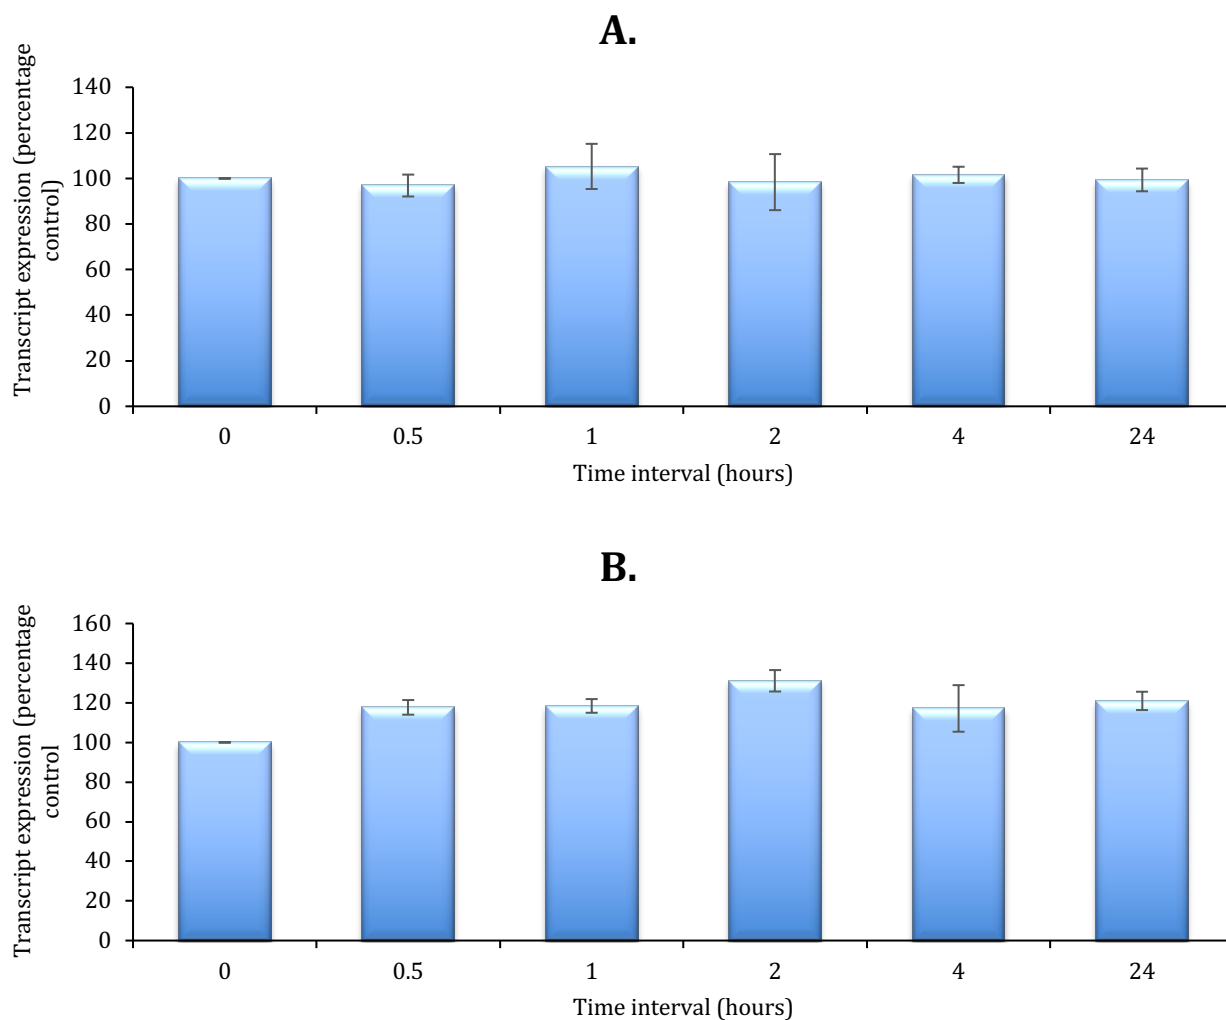 A.
Transcript expression (percentage
control)
140
120
100
80
60
40
20
0
0 0.5 1 2 4 24
Time interval (hours)
B.
Transcript expression (percentage
control
160
140
120
100
80
60
40
20
0
0 0.5 1 2 4 24
Time interval (hours)